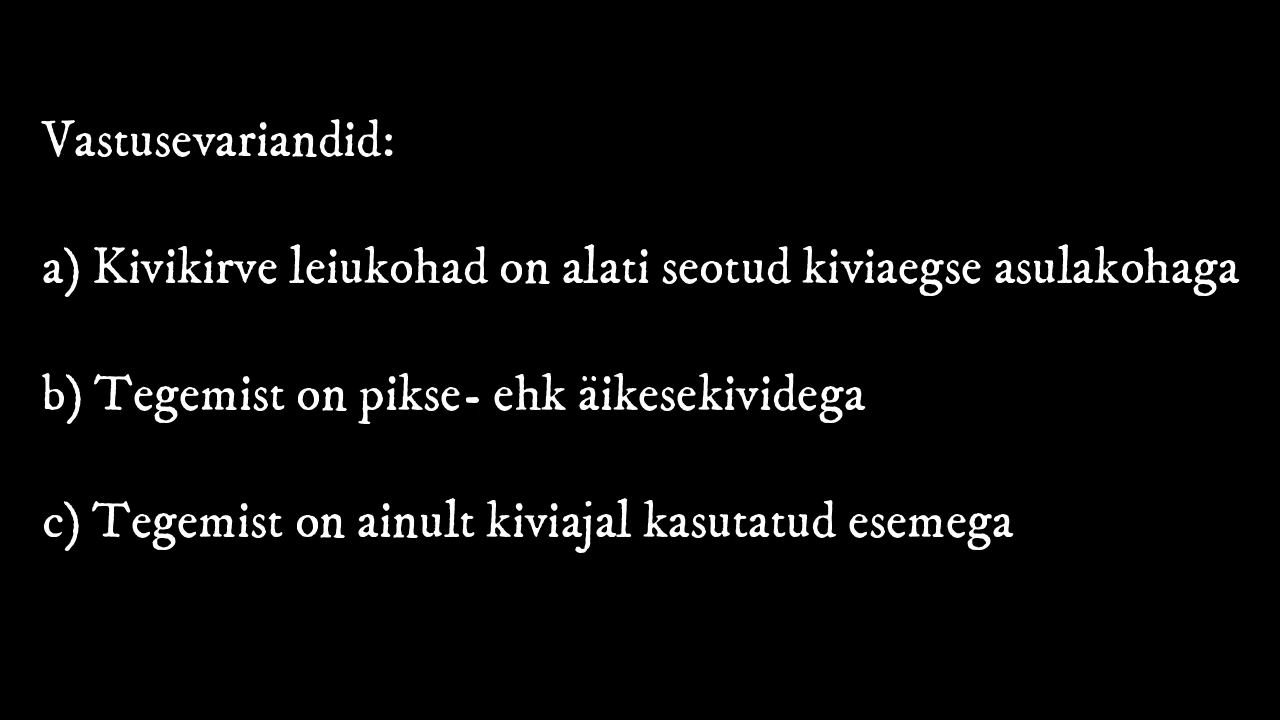 Vastusevariandid:
a) Kivikirve leiukohad on alati seotud kiviaegse asulakohaga
b) Tegemist on pikse- ehk äikesekividega
c) Tegemist on ainult kiviajal kasutatud esemega